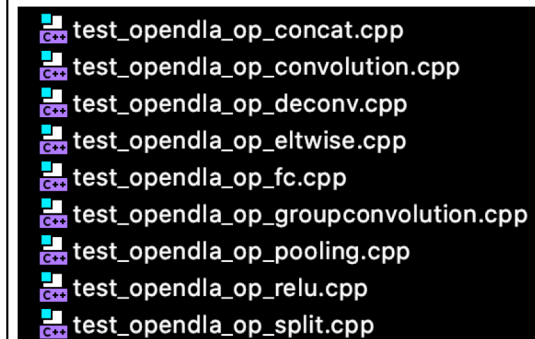 C++ test_opendla_op_concat.cpp
C++ test_opendla_op_convolution.cpp
C++ test_opendla_op_deconv.cpp
C++ test_opendla_op_eltwise.cpp
C++ test_opendla_op_fc.cpp
C++ test_opendla_op_groupconvolution.cpp
C++ test_opendla_op_pooling.cpp
C++ test_opendla_op_relu.cpp
C++ test_opendla_op_split.cpp